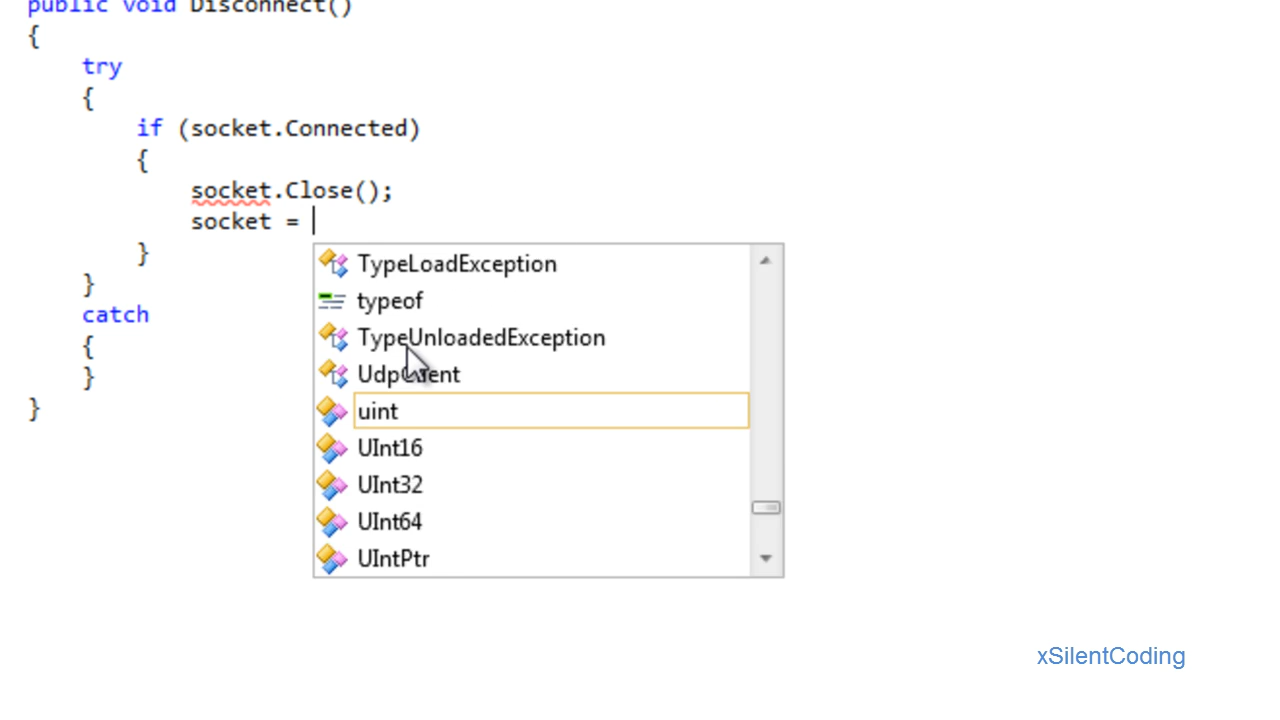 public void Disconnect()
{
try
{
if (socket.Connected)
{
socket.Close();
socket =
}
}
catch
{
}
}
TypeLoadException
typeof
TypeUnloadedException
UdpClient
uint
UInt16
UInt32
UInt64
UIntPtr
xSilentCoding